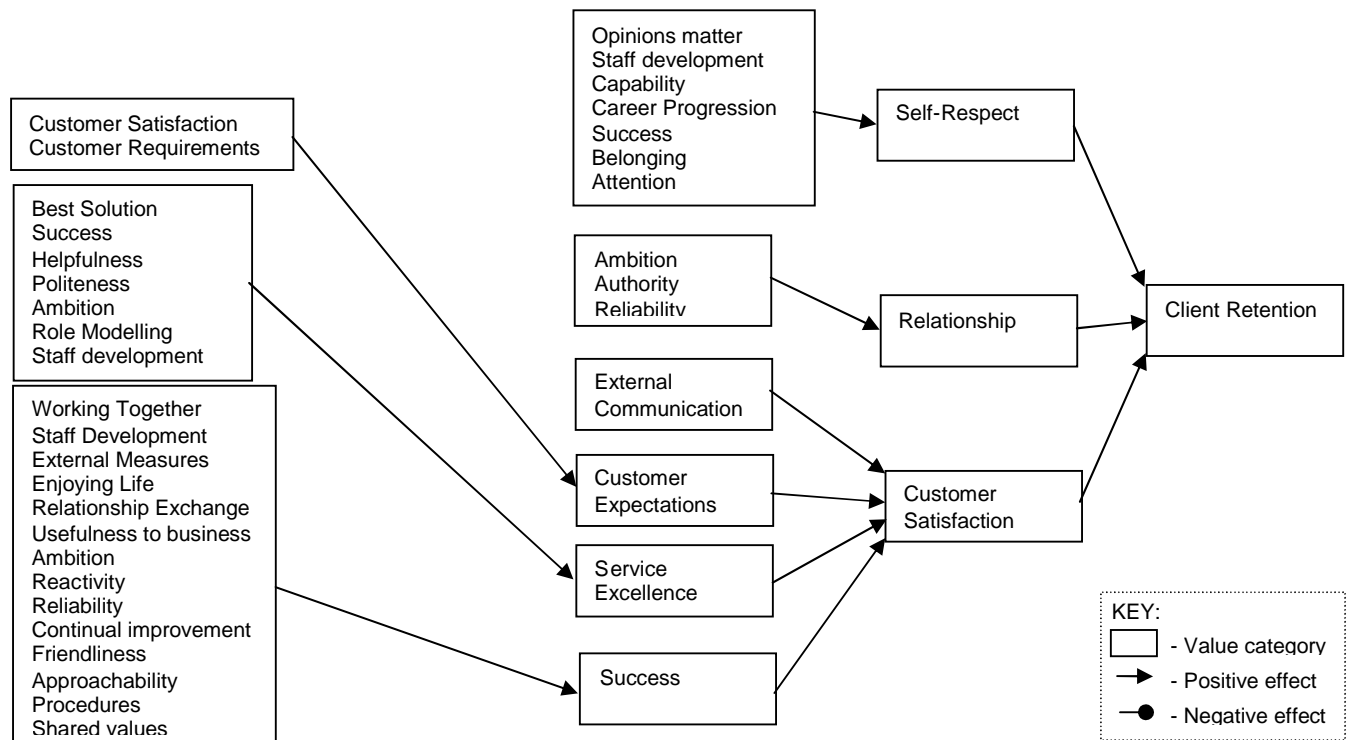 Customer Satisfaction
Customer Requirements
Best Solution
Success
Helpfulness
Politeness
Ambition
Role Modelling
Staff development
Working Together
Staff Development
External Measures
Enjoying Life
Relationship Exchange
Usefulness to business
Ambition
Reactivity
Reliability
Continual improvement
Friendliness
Approachability
Procedures
Shared values
Opinions matter
Staff development
Capability
Career Progression
Success
Belonging
Attention
Ambition
Authority
Reliability
External
Communication
Customer
Expectations
Service
Excellence
Success
Self-Respect
Relationship
Customer
Satisfaction
Client Retention
KEY:
- Value category
- Positive effect
- Negative effect